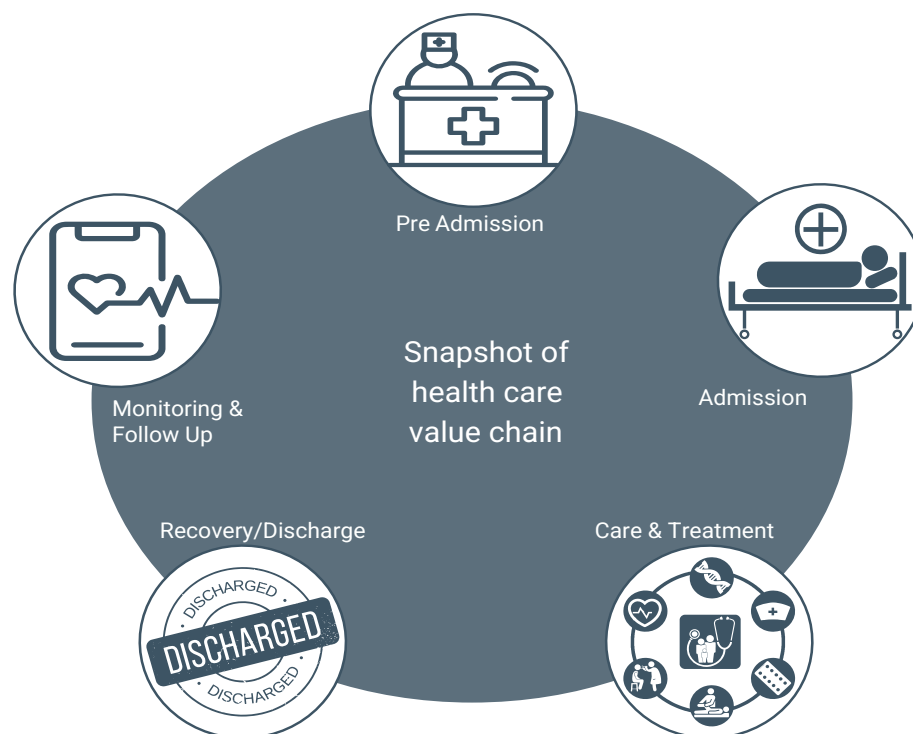 Pre Admission
Snapshot of
health care
value chain
Admission
Monitoring &
Follow Up
Recovery/Discharge
Care & Treatment
DISCHARGED
DISCHARGED
DISCHARGED